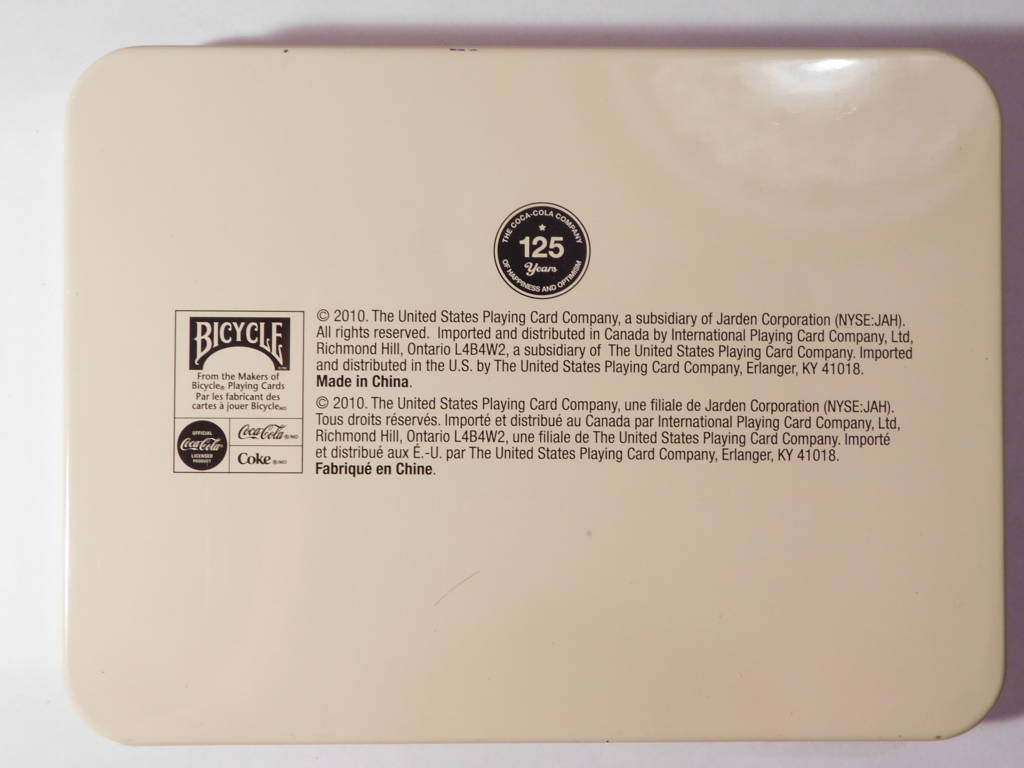 THE COCA-COLA COMPANY
125
Years
OF HAPPINESS AND OPTIMISM
© 2010. The United States Playing Card Company, a subsidiary of Jarden Corporation (NYSE:JAH).
All rights reserved. Imported and distributed in Canada by International Playing Card Company, Ltd,
Richmond Hill, Ontario L4B4W2, a subsidiary of The United States Playing Card Company. Imported
and distributed in the U.S. by The United States Playing Card Company, Erlanger, KY 41018.
Made in China.
© 2010. The United States Playing Card Company, une filiale de Jarden Corporation (NYSE:JAH).
Tous droits réservés. Importé et distribué au Canada par International Playing Card Company, Ltd,
Richmond Hill, Ontario L4B4W2, une filiale de The United States Playing Card Company. Importé
et distribué aux É.-U. par The United States Playing Card Company, Erlanger, KY 41018.
Fabriqué en Chine.
BICYCLE
From the Makers of
Bicycle® Playing Cards
Par les fabricant des
cartes à jouer Bicycle
OFFICIAL
Coca-Cola
LICENSED
PRODUCT
Coca-Cola ®/MD
Coke ®/MD